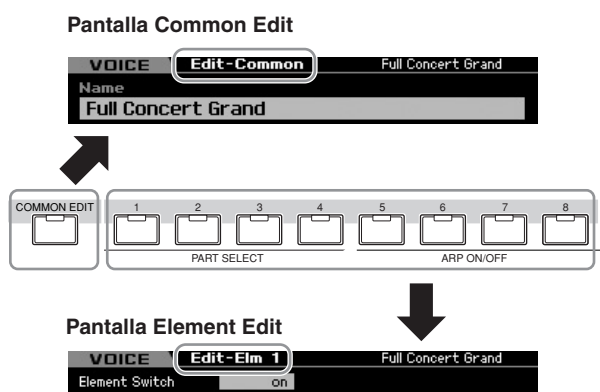 Pantalla Common Edit
VOICE Edit-Common Full Concert Grand
Name
Full Concert Grand
COMMON EDIT 1 2 3 4 5 6 7 8
PART SELECT ARP ON/OFF
Pantalla Element Edit
VOICE Edit-Elm 1 Full Concert Grand
Element Switch on